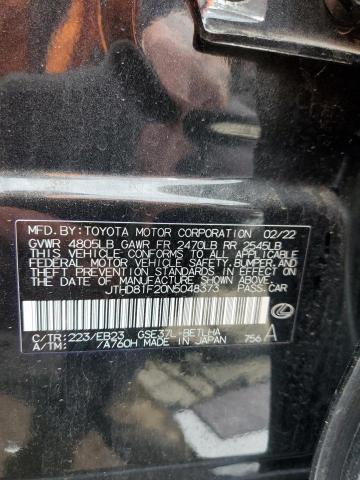 MFD. BY: TOYOTA MOTOR CORPORATION 02/22
GVWR 4805LB GAWR FR 2470LB RR 2545LB
THIS VEHICLE CONFORMS TO ALL APPLICABLE
FEDERAL MOTOR VEHICLE SAFETY, BUMPER, AND
THEFT PREVENTION STANDARDS IN EFFECT ON
THE DATE OF MANUFACTURE SHOWN ABOVE.
JTHD81F20N5048373 PASS.CAR
C/TR: 223/EB23 GSE37L-BETLHA
A/TM: /A760H MADE IN JAPAN 756 A